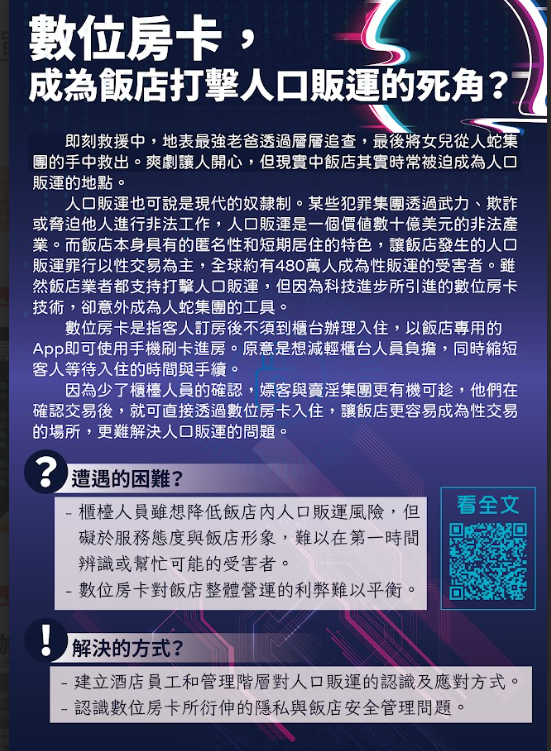 數位房卡，
成為飯店打擊人口販運的死角？
即刻救援中，地表最強老爸透過層層追查，最後將女兒從人蛇集
團的手中救出。爽劇讓人開心，但現實中飯店其實時常被迫成為人口
販運的地點。
人口販運也可說是現代的奴隸制。某些犯罪集團透過武力、欺詐
或脅迫他人進行非法工作，人口販運是一個價值數十億美元的非法產
業。而飯店本身具有的匿名性和短期居住的特色，讓飯店發生的人口
販運罪行以性交易為主，全球約有480萬人成為性販運的受害者。雖
然飯店業者都支持打擊人口販運，但因為科技進步所引進的數位房卡
技術，卻意外成為人蛇集團的工具。
數位房卡是指客人訂房後不須到櫃台辦理入住，以飯店專用的
App即可使用手機刷卡進房。原意是想減輕櫃台人員負擔，同時縮短
客人等待入住的時間與手續。
因為少了櫃檯人員的確認，嫖客與賣淫集團更有機可趁，他們在
確認交易後，就可直接透過數位房卡入住，讓飯店更容易成為性交易
的場所，更難解決人口販運的問題。
? 遭遇的困難？
- 櫃檯人員雖想降低飯店內人口販運風險，但
礙於服務態度與飯店形象，難以在第一時間
辨識或幫忙可能的受害者。
- 數位房卡對飯店整體營運的利弊難以平衡。
看全文
! 解決的方式？
- 建立酒店員工和管理階層對人口販運的認識及應對方式。
- 認識數位房卡所衍伸的隱私與飯店安全管理問題。